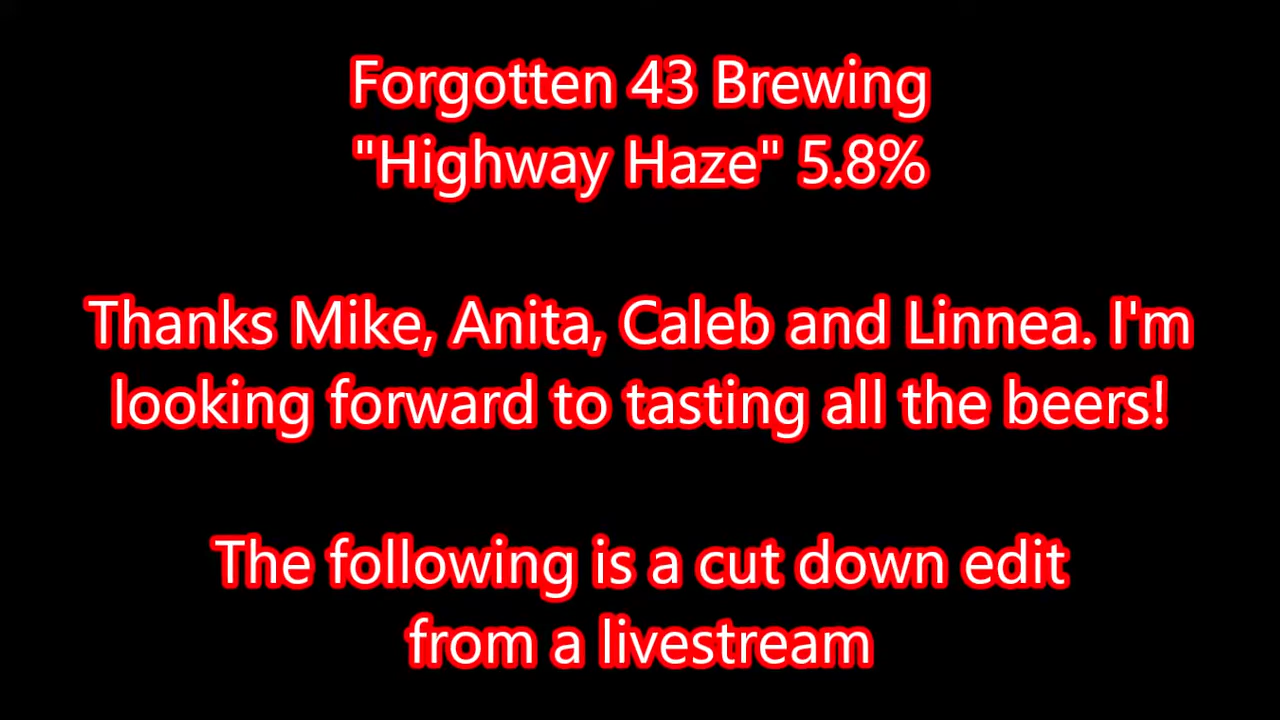 Forgotten 43 Brewing
"Highway Haze" 5.8%
Thanks Mike, Anita, Caleb and Linnea. I'm
looking forward to tasting all the beers!
The following is a cut down edit
from a livestream